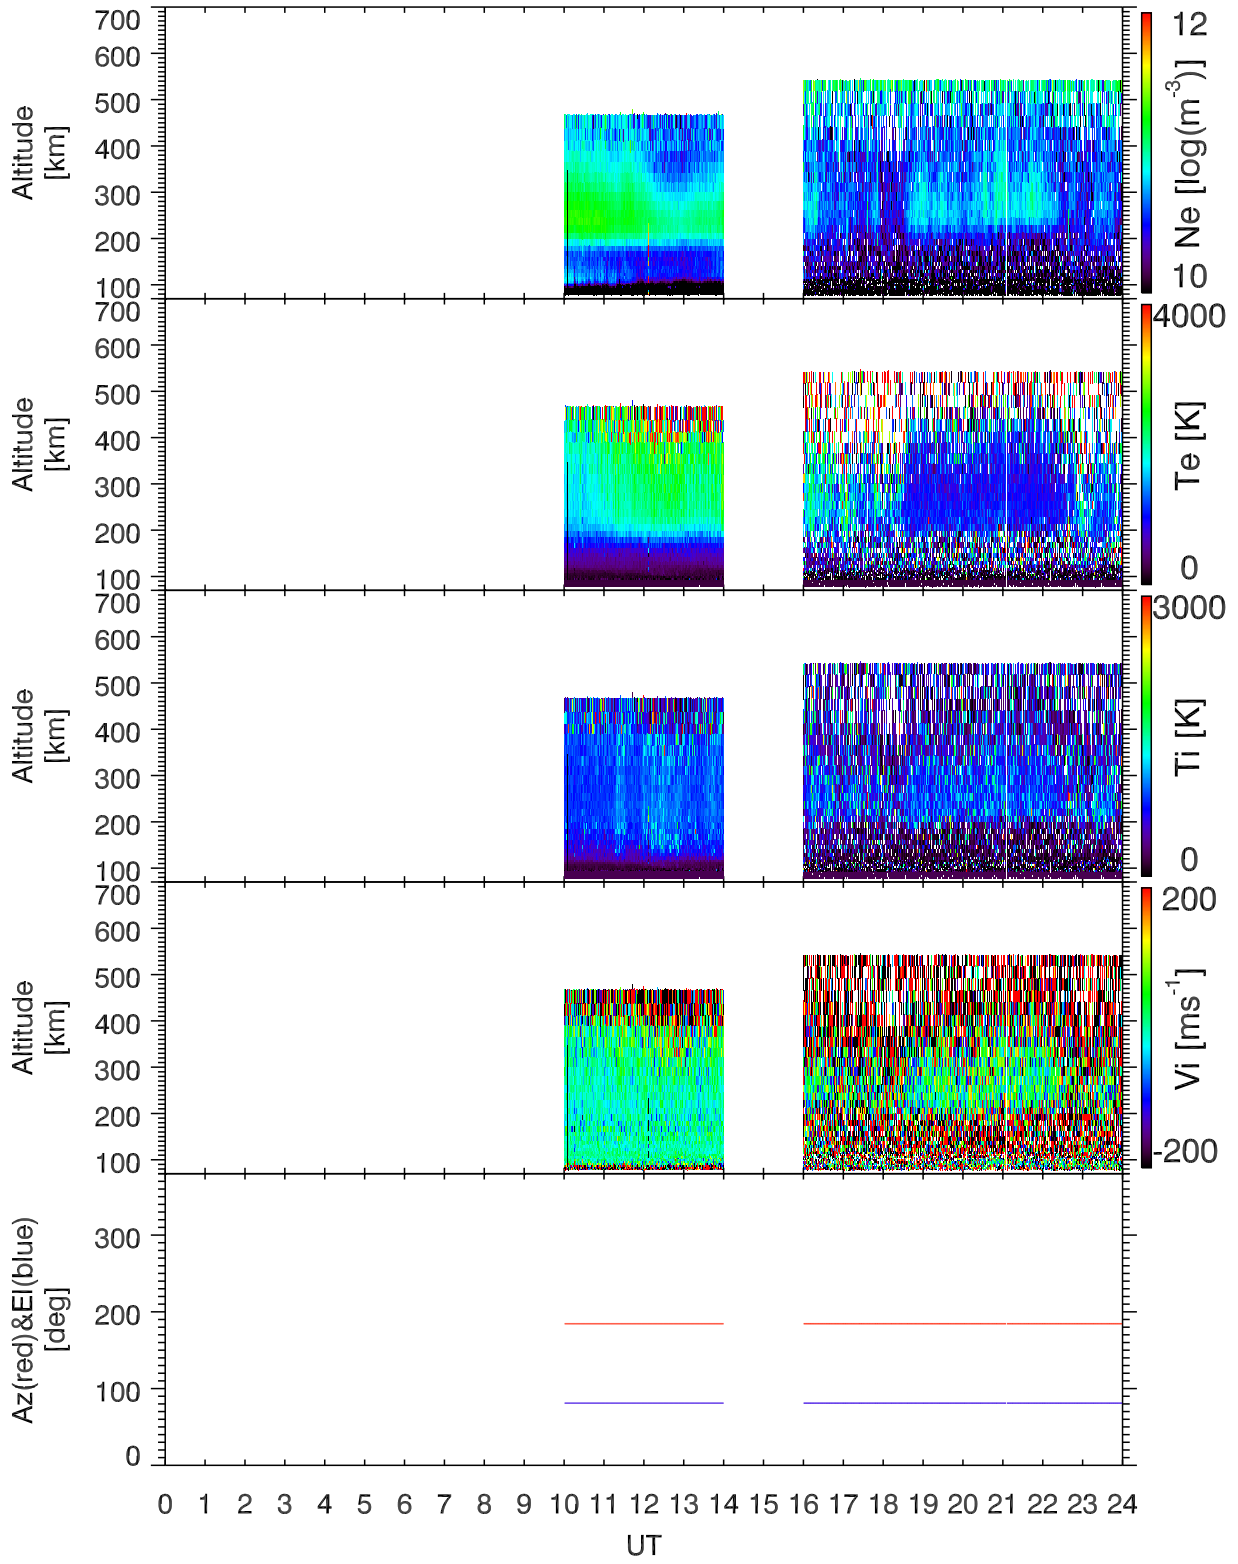 700
600
500
400
300
200
100
Altitude
[km]
12
10
Ne [log(m⁻³)]
700
600
500
400
300
200
100
Altitude
[km]
4000
0
Te [K]
700
600
500
400
300
200
100
Altitude
[km]
3000
0
Ti [K]
700
600
500
400
300
200
100
Altitude
[km]
200
-200
Vi [ms⁻¹]
300
200
100
0
Az(red)&El(blue)
[deg]
0 1 2 3 4 5 6 7 8 9 10 11 12 13 14 15 16 17 18 19 20 21 22 23 24
UT